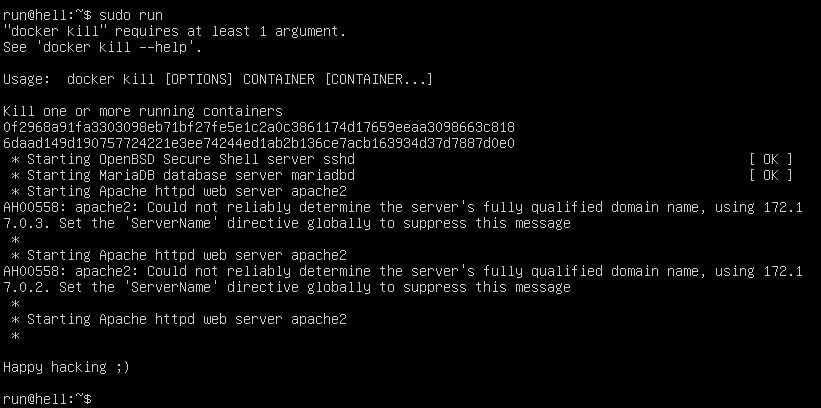 run@hell:~$ sudo run
"docker kill" requires at least 1 argument.
See 'docker kill --help'.
Usage:  docker kill [OPTIONS] CONTAINER [CONTAINER...]
Kill one or more running containers
0f2968a91fa3303098eb71bf27fe5e1c2a0c3861174d17659eeaa3098663c818
6daad149d190757724221e3ee74244ed1ab2b136ce7acb163934d37d7887d0e0
 * Starting OpenBSD Secure Shell server sshd [ OK ]
 * Starting MariaDB database server mariadbd [ OK ]
 * Starting Apache httpd web server apache2
AH00558: apache2: Could not reliably determine the server's fully qualified domain name, using 172.1
7.0.3. Set the 'ServerName' directive globally to suppress this message
 *
 * Starting Apache httpd web server apache2
AH00558: apache2: Could not reliably determine the server's fully qualified domain name, using 172.1
7.0.2. Set the 'ServerName' directive globally to suppress this message
 *
 * Starting Apache httpd web server apache2
 *
Happy hacking ;)
run@hell:~$